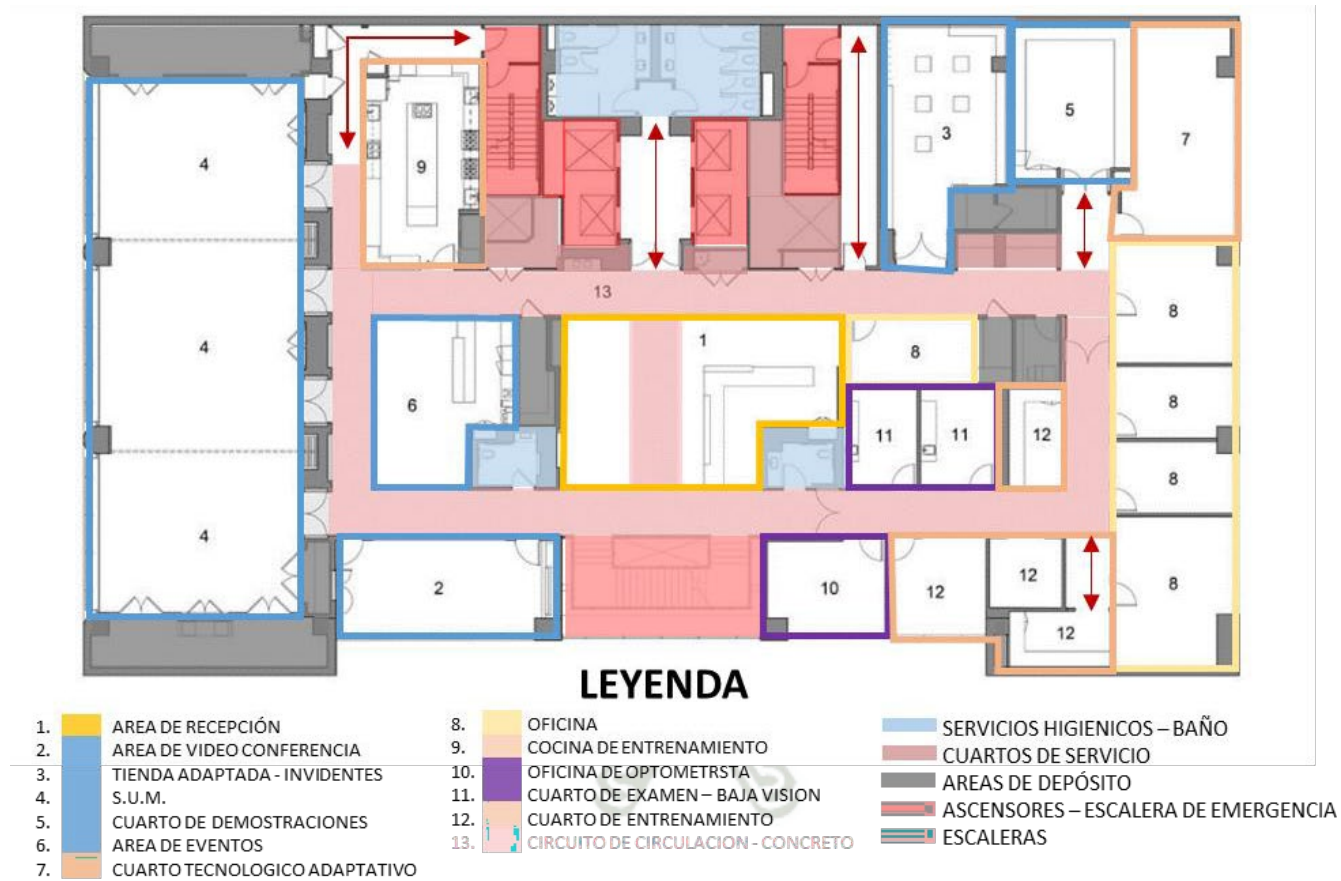 3
5
7
4
9
13
8
1
8
4
6
11
11
12
8
8
4
2
10
12
12
12
8
LEYENDA
1. AREA DE RECEPCIÓN
2. AREA DE VIDEO CONFERENCIA
3. TIENDA ADAPTADA - INVIDENTES
4. S.U.M.
5. CUARTO DE DEMOSTRACIONES
6. AREA DE EVENTOS
7. CUARTO TECNOLOGICO ADAPTATIVO
8. OFICINA
9. COCINA DE ENTRENAMIENTO
10. OFICINA DE OPTOMETRSTA
11. CUARTO DE EXAMEN – BAJA VISION
12. CUARTO DE ENTRENAMIENTO
13. CIRCUITO DE CIRCULACION - CONCRETO
SERVICIOS HIGIENICOS – BAÑO
CUARTOS DE SERVICIO
AREAS DE DEPÓSITO
ASCENSORES – ESCALERA DE EMERGENCIA
ESCALERAS